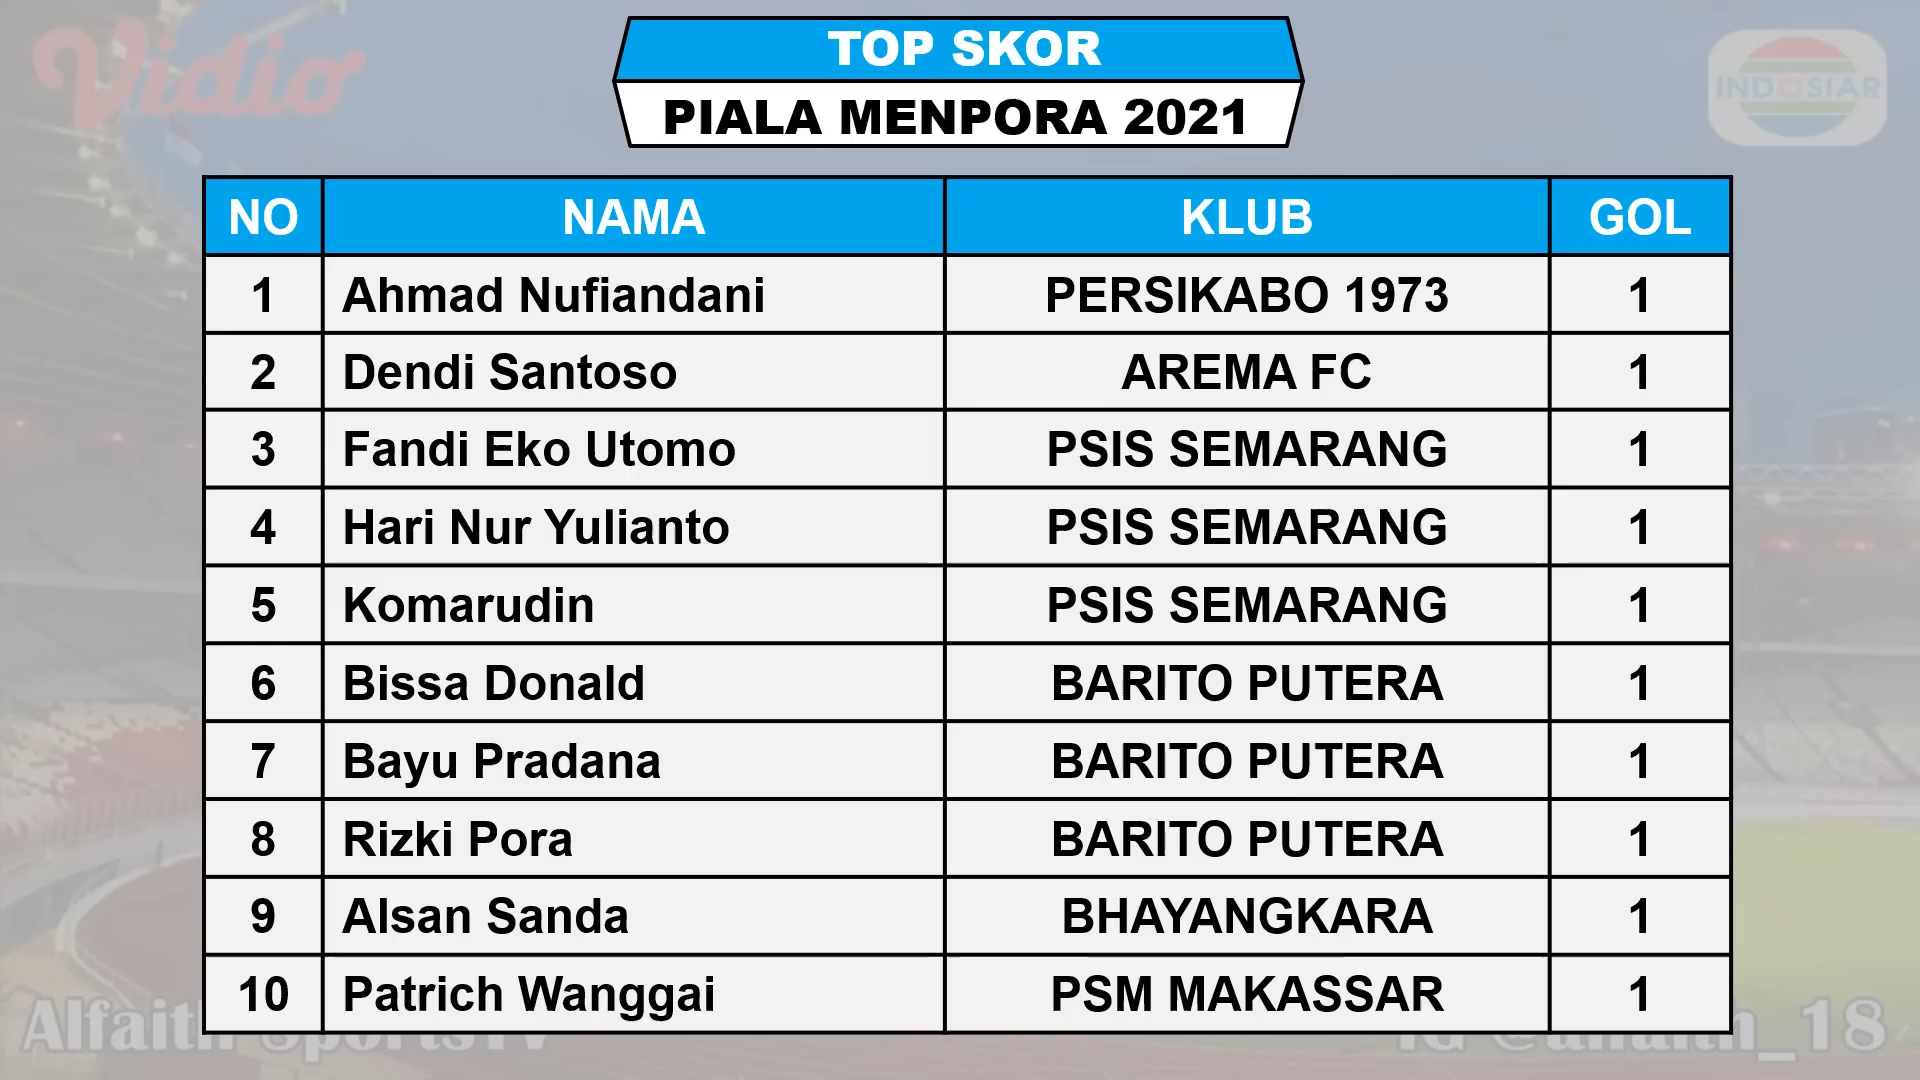 Vidio
TOP SKOR
PIALA MENPORA 2021
INDOSIAR
NO NAMA KLUB GOL
1 Ahmad Nufiandani PERSIKABO 1973 1
2 Dendi Santoso AREMA FC 1
3 Fandi Eko Utomo PSIS SEMARANG 1
4 Hari Nur Yulianto PSIS SEMARANG 1
5 Komarudin PSIS SEMARANG 1
6 Bissa Donald BARITO PUTERA 1
7 Bayu Pradana BARITO PUTERA 1
8 Rizki Pora BARITO PUTERA 1
9 Alsan Sanda BHAYANGKARA 1
10 Patrich Wanggai PSM MAKASSAR 1